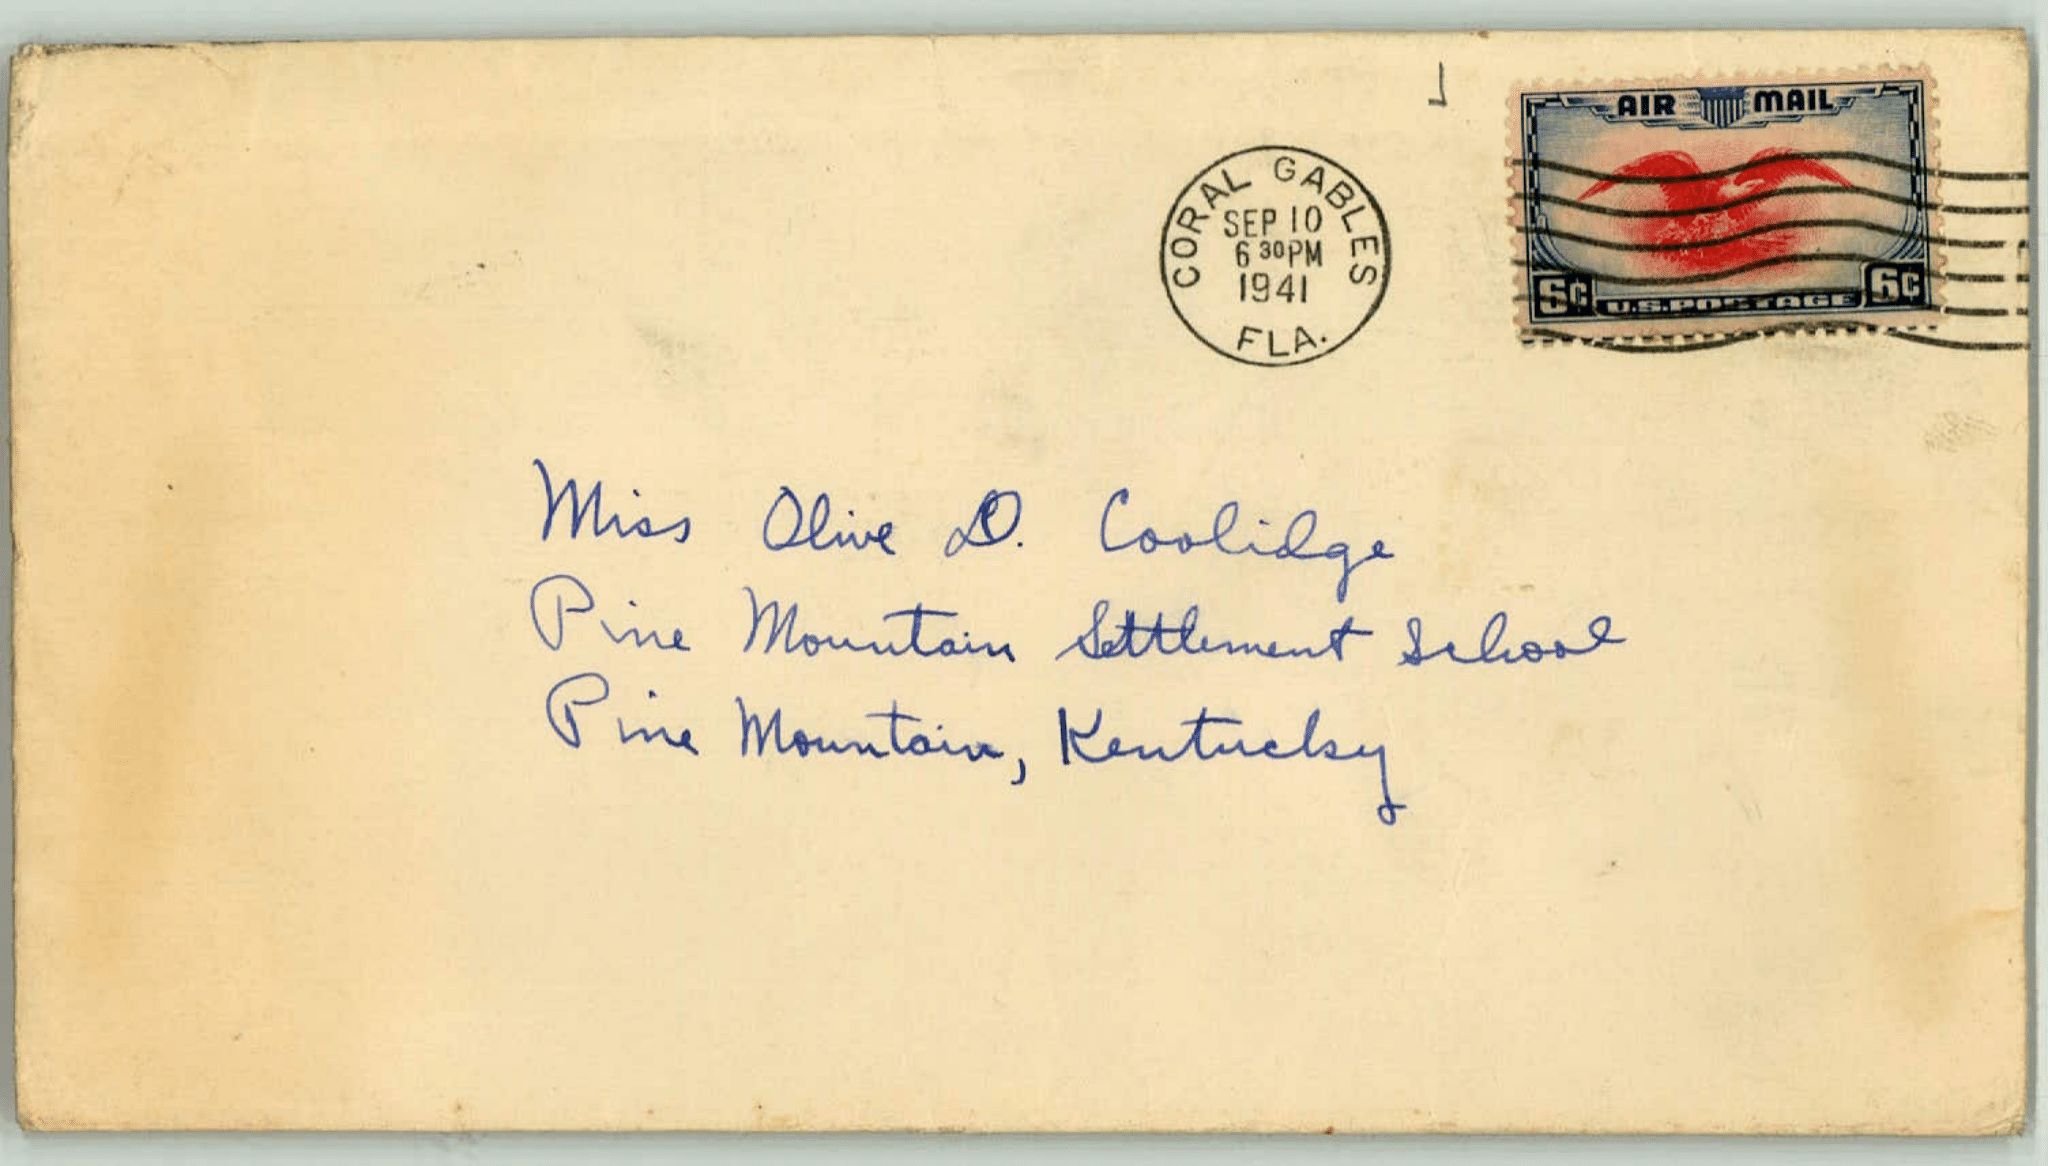 AIR MAIL
CORAL GABLES
SEP 10
6 30 PM
1941
FLA.
6¢ U.S. POSTAGE 6¢
Miss Olive D. Coolidge
Pine Mountain Settlement School
Pine Mountain, Kentucky